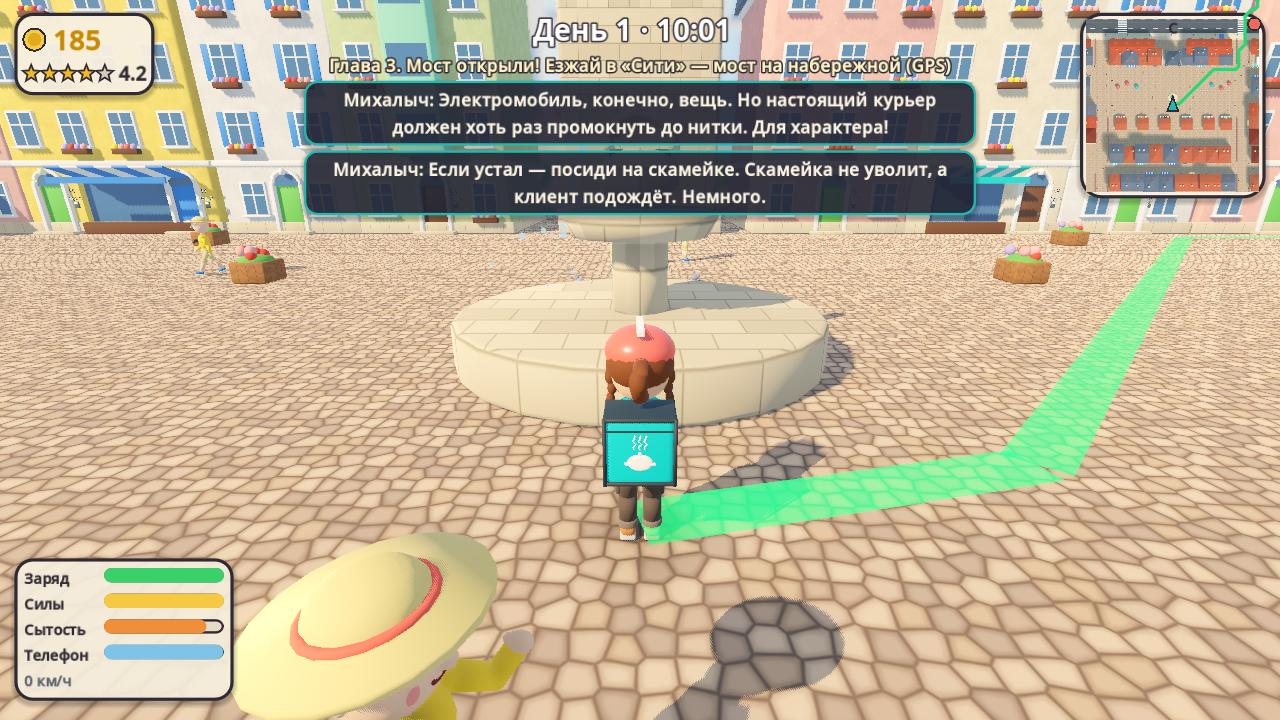 185
4.2
День 1 · 10:01
Глава 3. Мост открыли! Езжай в «Сити» — мост на набережной (GPS)
Михалыч: Электромобиль, конечно, вещь. Но настоящий курьер
должен хоть раз промокнуть до нитки. Для характера!
Михалыч: Если устал — посиди на скамейке. Скамейка не уволит, а
клиент подождёт. Немного.
С
Заряд
Силы
Сытость
Телефон
0 км/ч